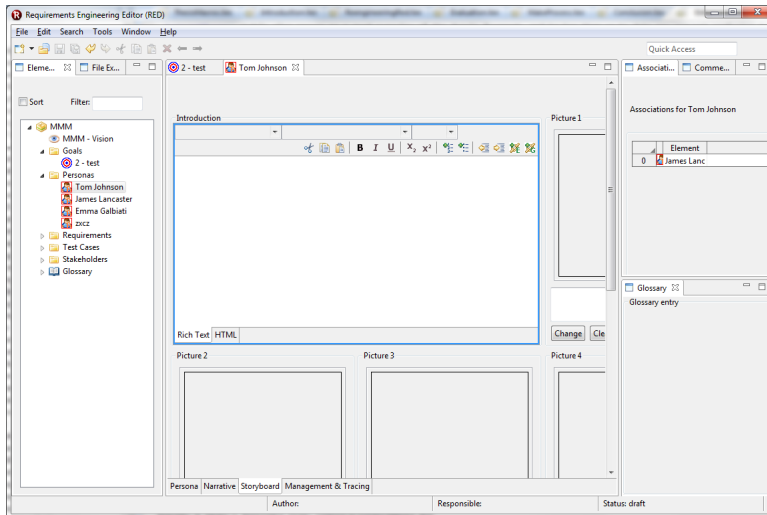 Requirements Engineering Editor (RED)
File Edit Search Tools Window Help
Quick Access
Eleme...
File Ex...
2 - test
Tom Johnson
Associati...
Comme...
Sort
Filter:
MMM
MMM - Vision
Goals
2 - test
Personas
Tom Johnson
James Lancaster
Emma Galbiati
zxcz
Requirements
Test Cases
Stakeholders
Glossary
Introduction
B I U X₂ x²
Rich Text HTML
Picture 1
Change Cle
Picture 2
Picture 3
Picture 4
Persona Narrative Storyboard Management & Tracing
Associations for Tom Johnson
Element
0 James Lanc
Glossary
Glossary entry
Author:
Responsible:
Status: draft